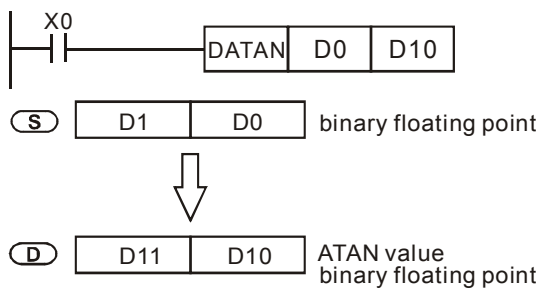 X0
DATAN D0 D10
S D1 D0 binary floating point
D D11 D10 ATAN value
binary floating point